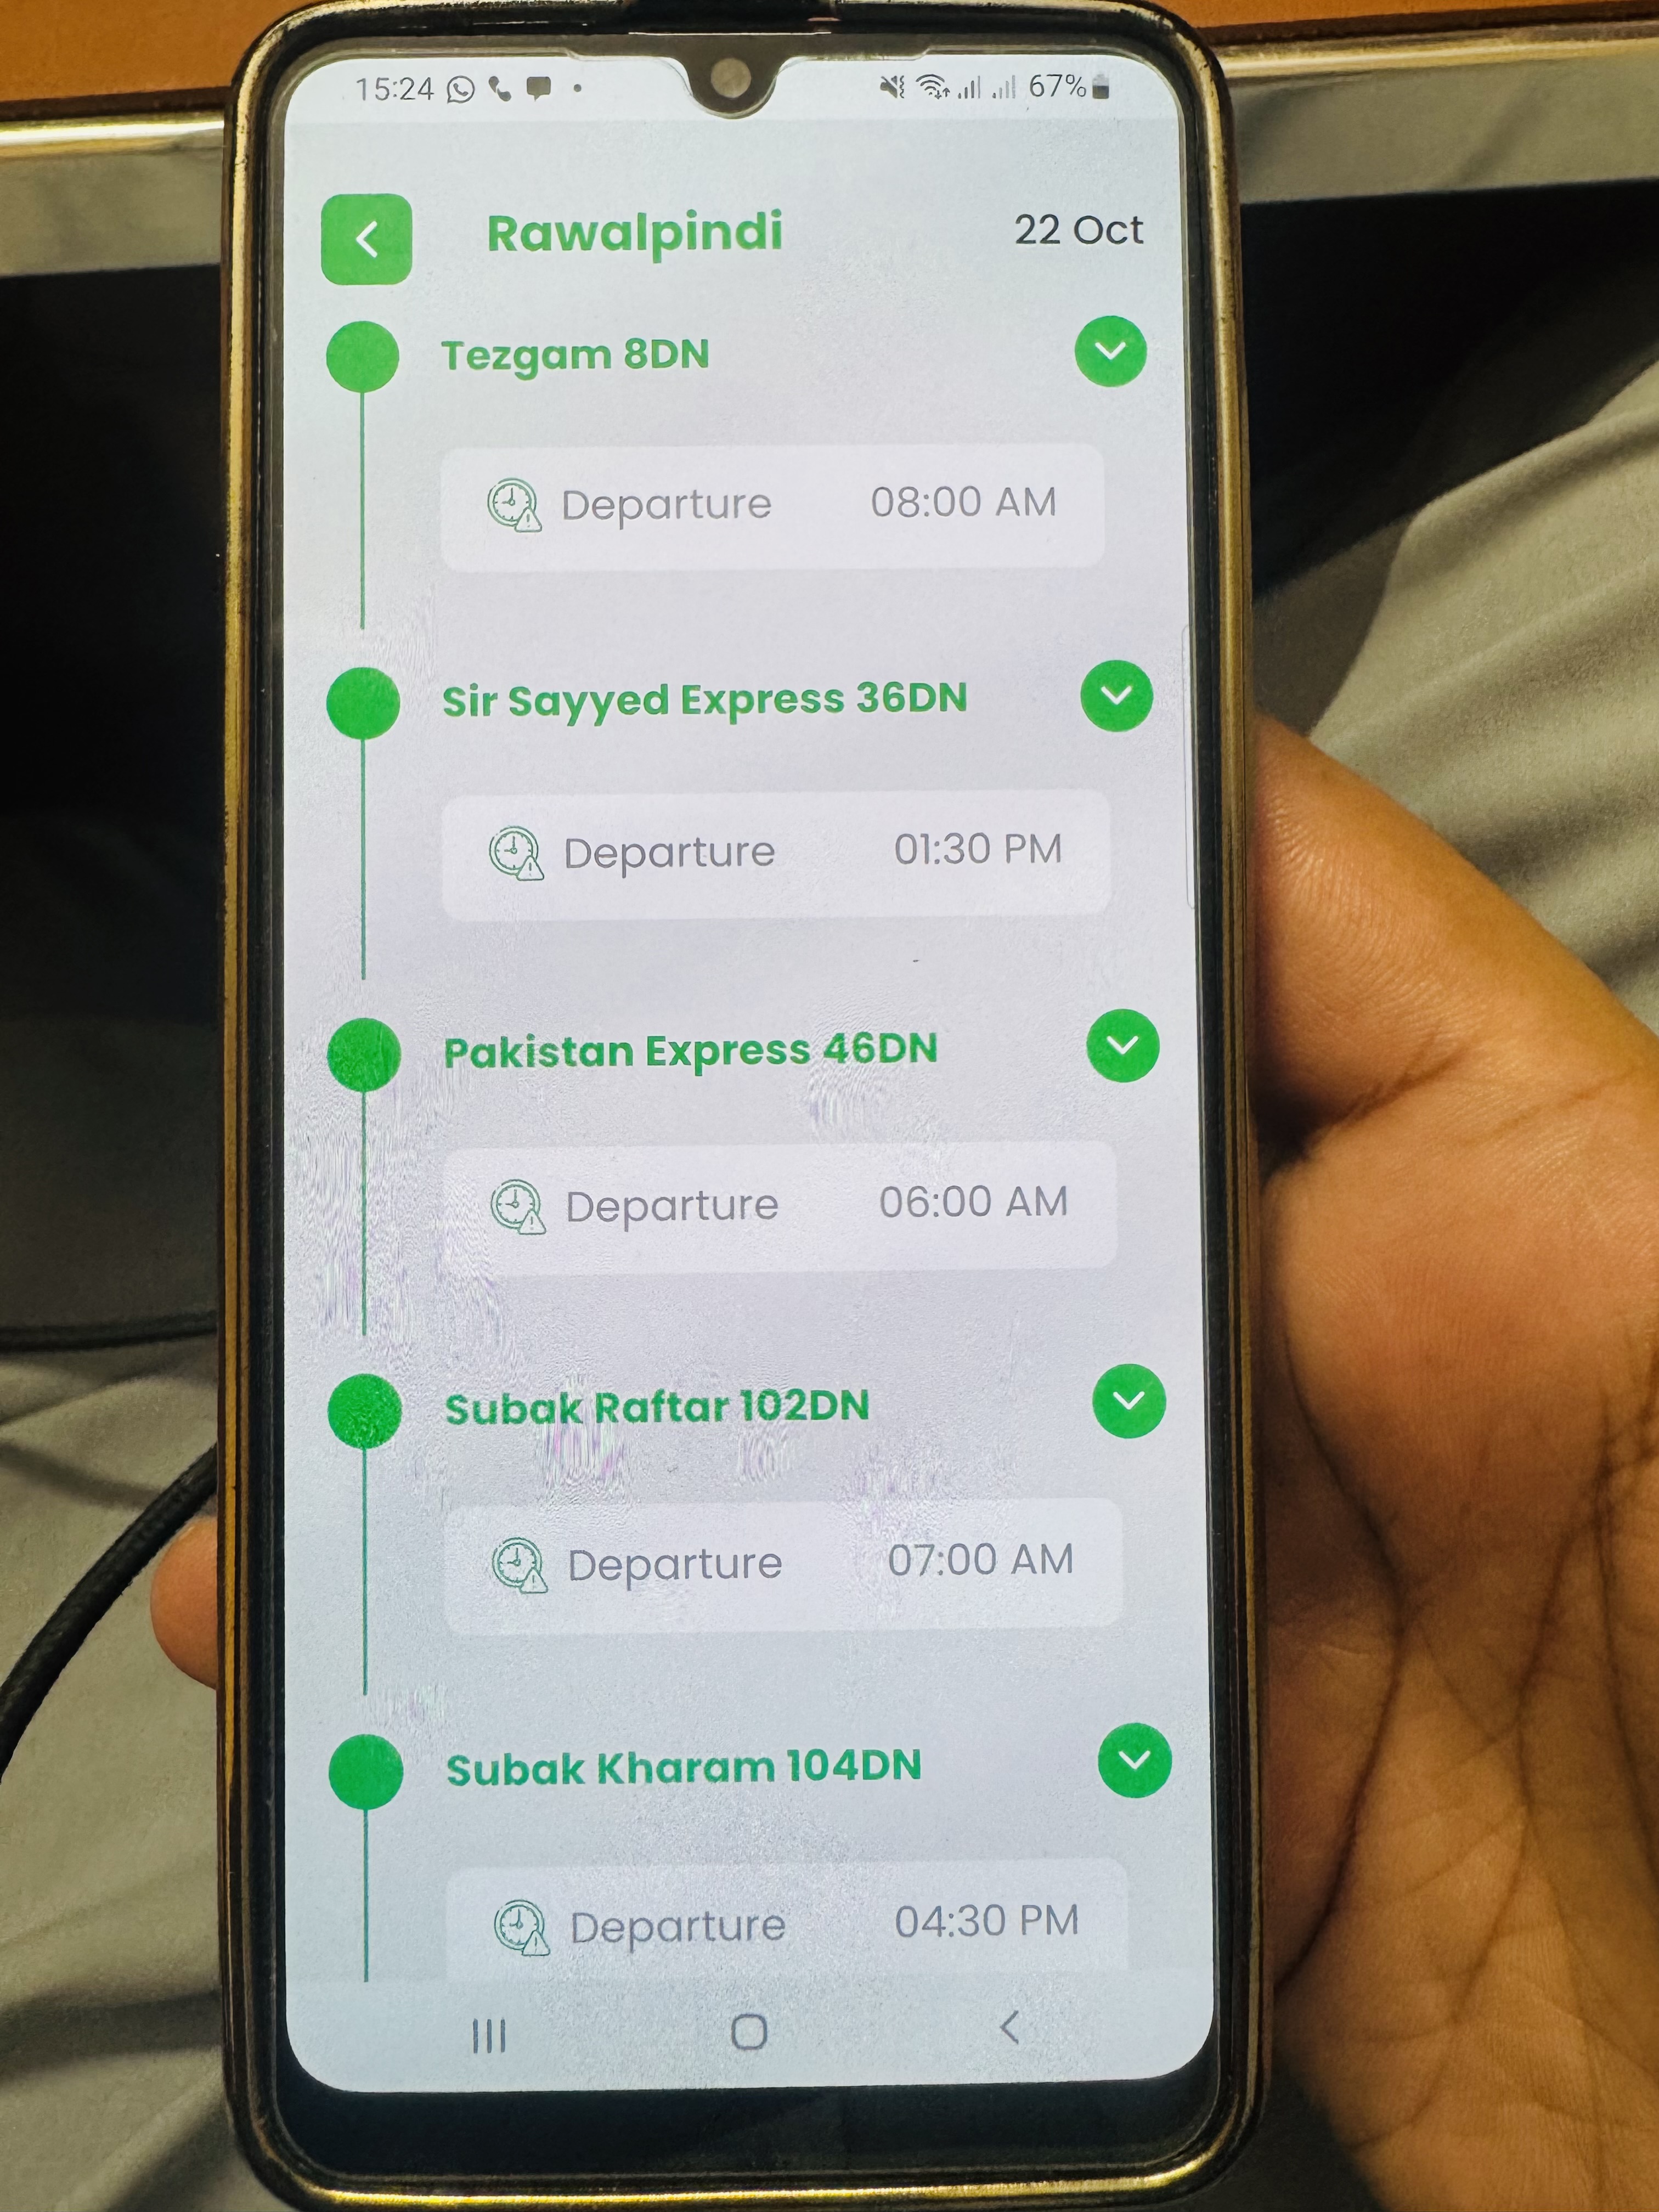 15:24 67%
Rawalpindi 22 Oct
Tezgam 8DN
Departure 08:00 AM
Sir Sayyed Express 36DN
Departure 01:30 PM
Pakistan Express 46DN
Departure 06:00 AM
Subak Raftar 102DN
Departure 07:00 AM
Subak Kharam 104DN
Departure 04:30 PM